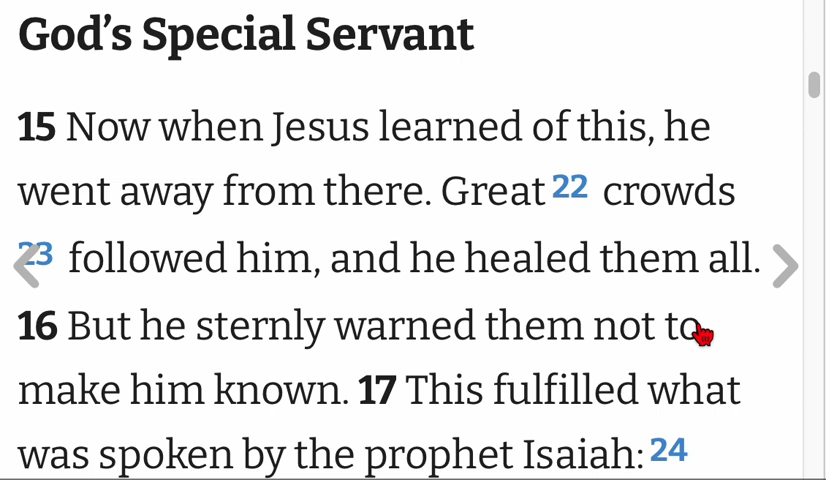 God’s Special Servant
15 Now when Jesus learned of this, he
went away from there. Great 22 crowds
23 followed him, and he healed them all.
16 But he sternly warned them not to
make him known. 17 This fulfilled what
was spoken by the prophet Isaiah: 24